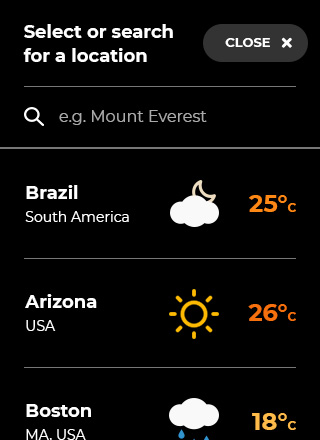 Select or search
for a location
CLOSE
e.g. Mount Everest
Brazil
South America
25°C
Arizona
USA
26°C
Boston
MA, USA
18°C